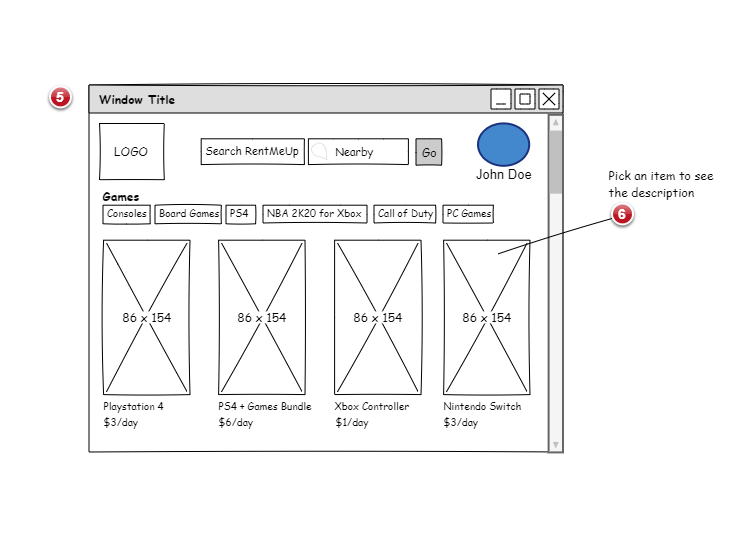 5
Window Title
LOGO
Search RentMeUp
Nearby
Go
John Doe
Pick an item to see
the description
6
Games
Consoles
Board Games
PS4
NBA 2K20 for Xbox
Call of Duty
PC Games
86 x 154
86 x 154
86 x 154
86 x 154
Playstation 4
$3/day
PS4 + Games Bundle
$6/day
Xbox Controller
$1/day
Nintendo Switch
$3/day